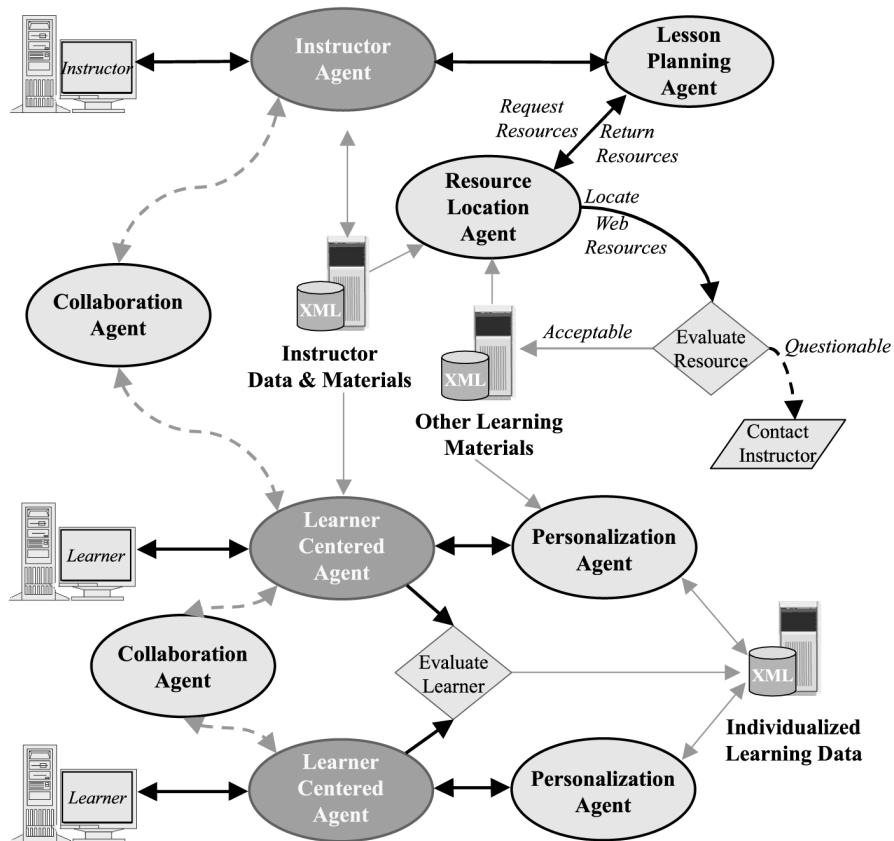 Instructor
Instructor
Agent
Lesson
Planning
Agent
Request
Resources
Return
Resources
Resource
Location
Agent
Locate
Web
Resources
Collaboration
Agent
XML
Instructor
Data & Materials
XML
Other Learning
Materials
Acceptable
Evaluate
Resource
Questionable
Contact
Instructor
Learner
Learner
Centered
Agent
Personalization
Agent
Collaboration
Agent
Evaluate
Learner
XML
Individualized
Learning Data
Learner
Learner
Centered
Agent
Personalization
Agent